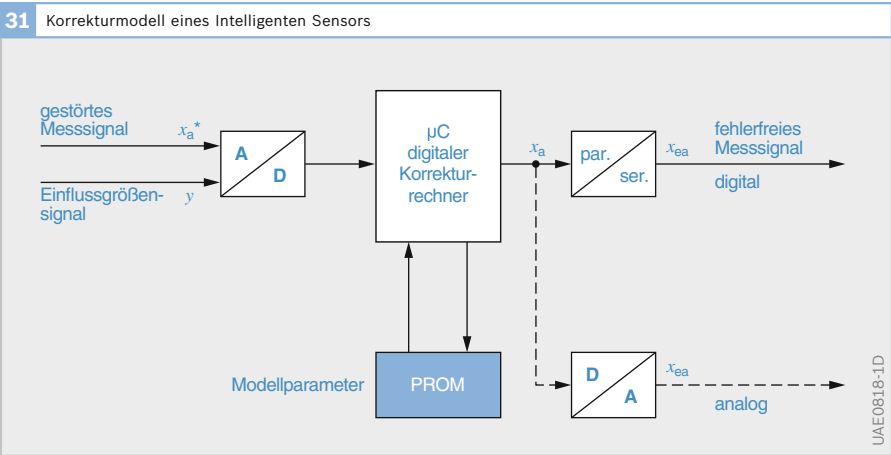 31 Korrekturmodell eines Intelligenten Sensors
gestörtes
Messsignal
xa*
A
D
Einflussgrößen-
signal
y
µC
digitaler
Korrektur-
rechner
xa
par.
ser.
xea
fehlerfreies
Messsignal
digital
Modellparameter
PROM
D
A
xea
analog
UAE0818-1D